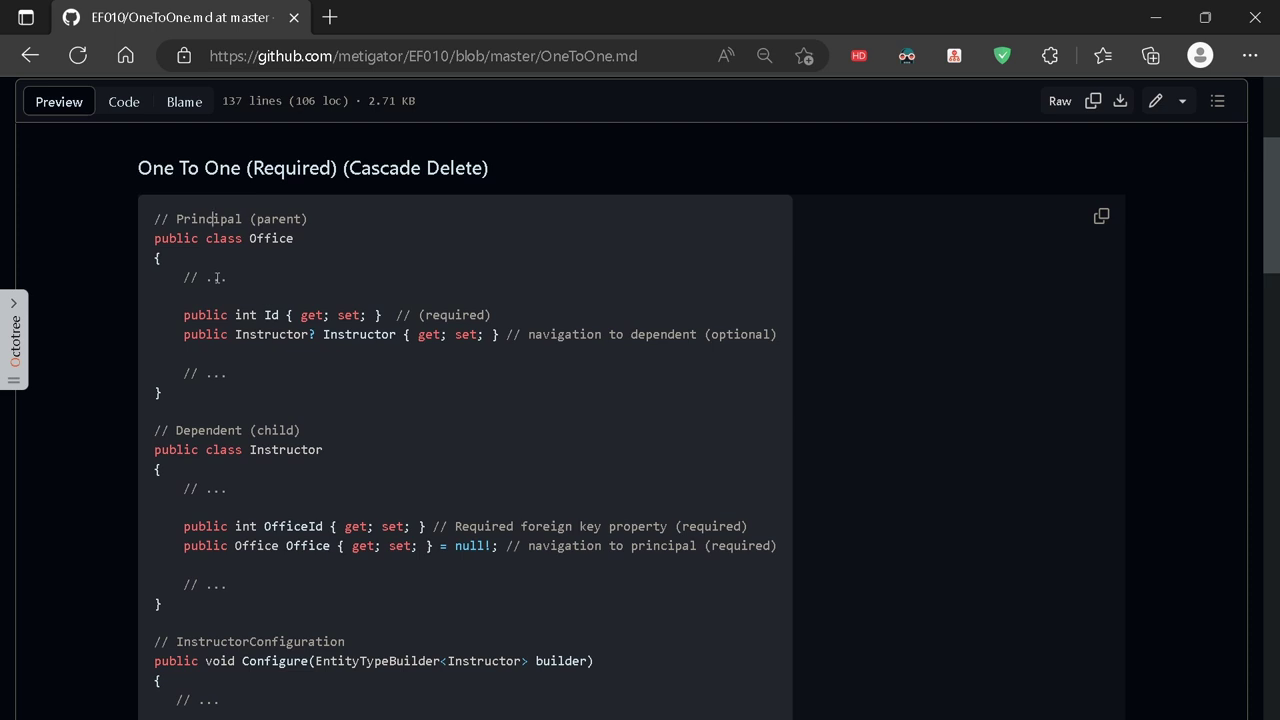 EF010/OneToOne.md at master
https://github.com/metigator/EF010/blob/master/OneToOne.md
HD
Preview
Code
Blame
137 lines (106 loc) · 2.71 KB
Raw
Octotree
One To One (Required) (Cascade Delete)
// Principal (parent)
public class Office
{
// ...
public int Id { get; set; }  // (required)
public Instructor? Instructor { get; set; } // navigation to dependent (optional)
// ...
}
// Dependent (child)
public class Instructor
{
// ...
public int OfficeId { get; set; } // Required foreign key property (required)
public Office Office { get; set; } = null!; // navigation to principal (required)
// ...
}
// InstructorConfiguration
public void Configure(EntityTypeBuilder<Instructor> builder)
{
// ...